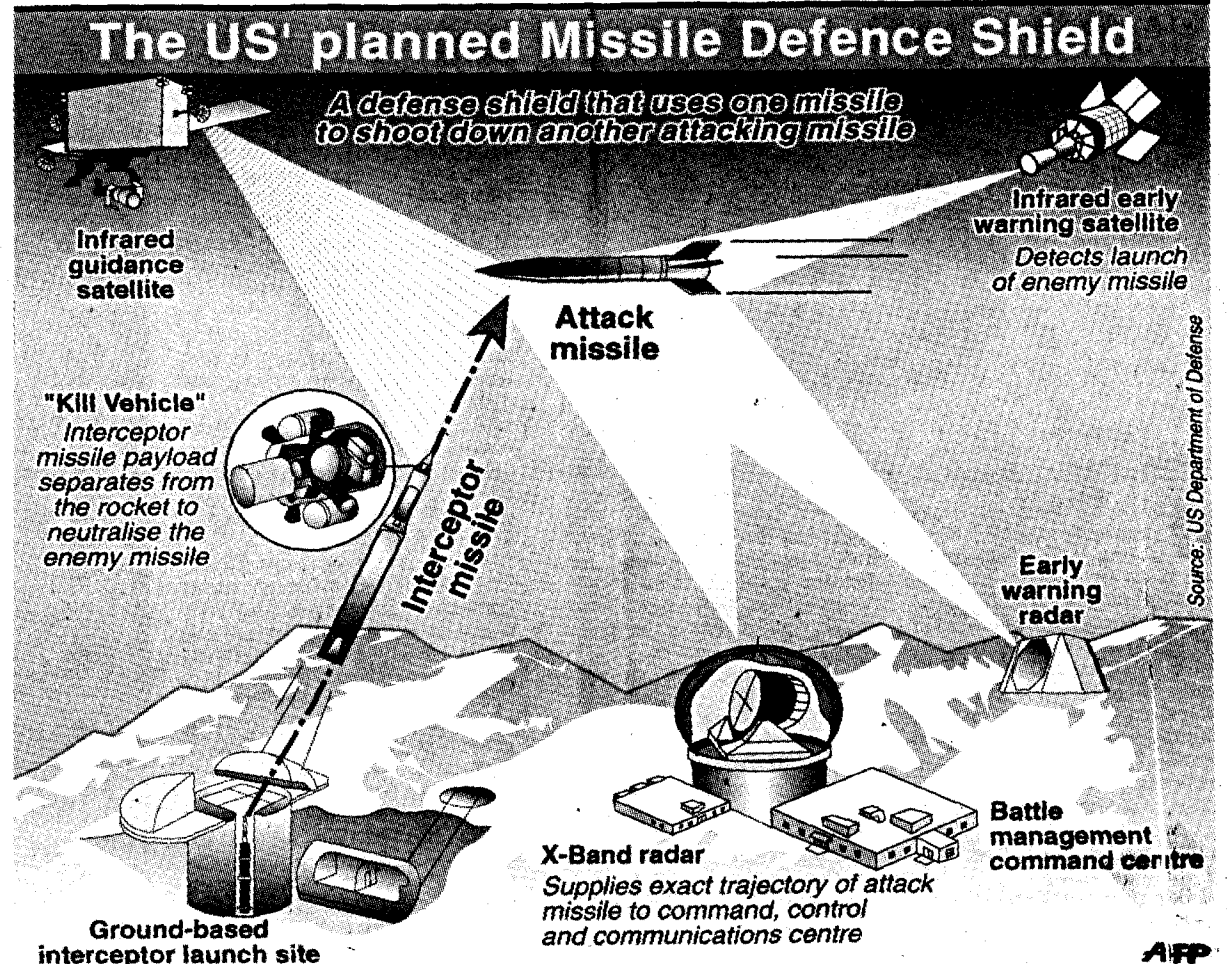 The US' planned Missile Defence Shield
A defense shield that uses one missile
to shoot down another attacking missile
Infrared
guidance
satellite
Infrared early
warning satellite
Detects launch
of enemy missile
Attack
missile
"Kill Vehicle"
Interceptor
missile payload
separates from
the rocket to
neutralise the
enemy missile
Interceptor
missile
Source: US Department of Defense
Early
warning
radar
Battle
management
command centre
X-Band radar
Supplies exact trajectory of attack
missile to command, control
and communications centre
Ground-based
interceptor launch site
AFP